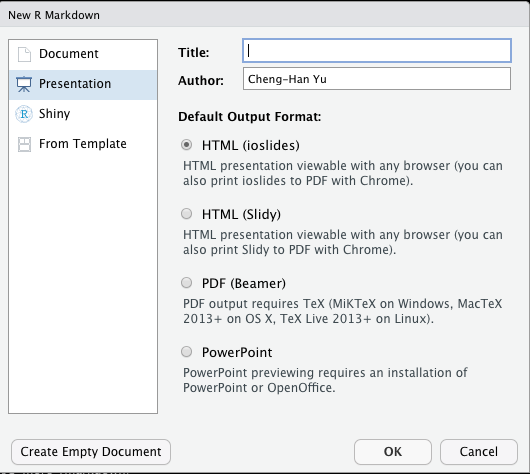 New R Markdown
Document
Presentation
Shiny
From Template
Title:
Author: Cheng-Han Yu
Default Output Format:
HTML (ioslides)
HTML presentation viewable with any browser (you can
also print ioslides to PDF with Chrome).
HTML (Slidy)
HTML presentation viewable with any browser (you can
also print Slidy to PDF with Chrome).
PDF (Beamer)
PDF output requires TeX (MiKTeX on Windows, MacTeX
2013+ on OS X, TeX Live 2013+ on Linux).
PowerPoint
PowerPoint previewing requires an installation of
PowerPoint or OpenOffice.
Create Empty Document OK Cancel